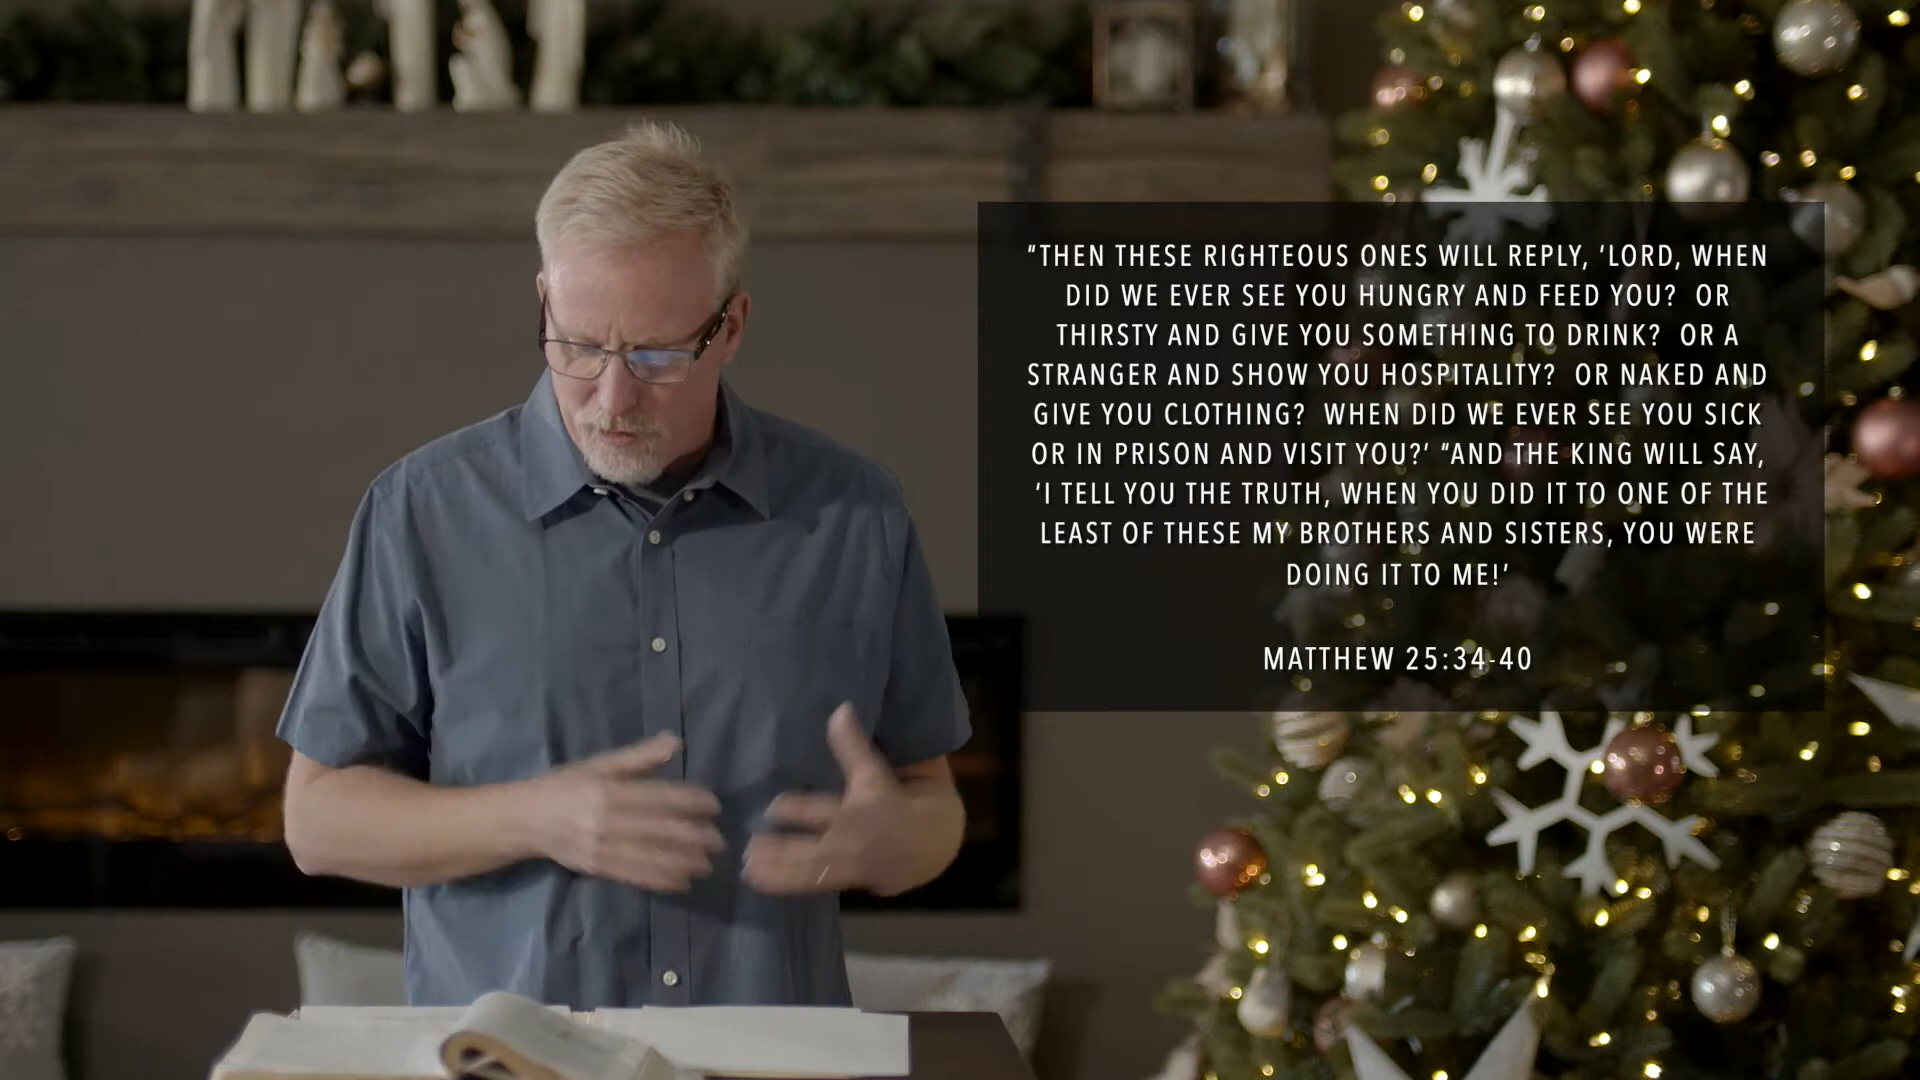 “THEN THESE RIGHTEOUS ONES WILL REPLY, ‘LORD, WHEN
DID WE EVER SEE YOU HUNGRY AND FEED YOU?  OR
THIRSTY AND GIVE YOU SOMETHING TO DRINK?  OR A
STRANGER AND SHOW YOU HOSPITALITY?  OR NAKED AND
GIVE YOU CLOTHING?  WHEN DID WE EVER SEE YOU SICK
OR IN PRISON AND VISIT YOU?’ “AND THE KING WILL SAY,
‘I TELL YOU THE TRUTH, WHEN YOU DID IT TO ONE OF THE
LEAST OF THESE MY BROTHERS AND SISTERS, YOU WERE
DOING IT TO ME!’
MATTHEW 25:34-40